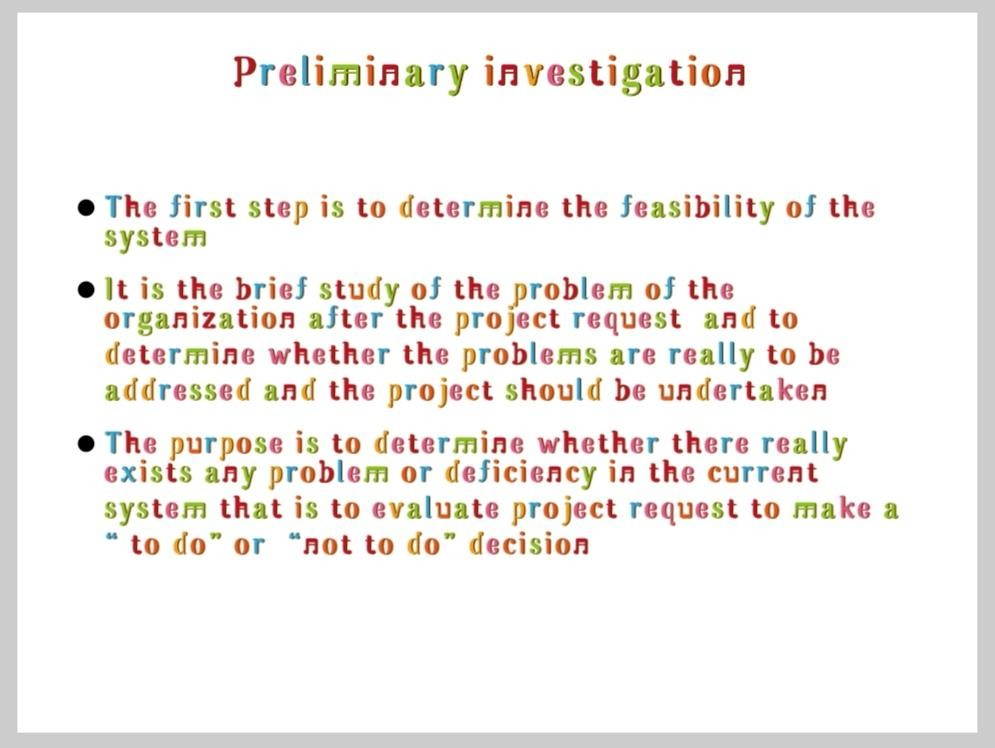 Preliminary investigation
● The first step is to determine the feasibility of the
system
● It is the brief study of the problem of the
organization after the project request  and to
determine whether the problems are really to be
addressed and the project should be undertaken
● The purpose is to determine whether there really
exists any problem or deficiency in the current
system that is to evaluate project request to make a
“ to do” or  “not to do” decision